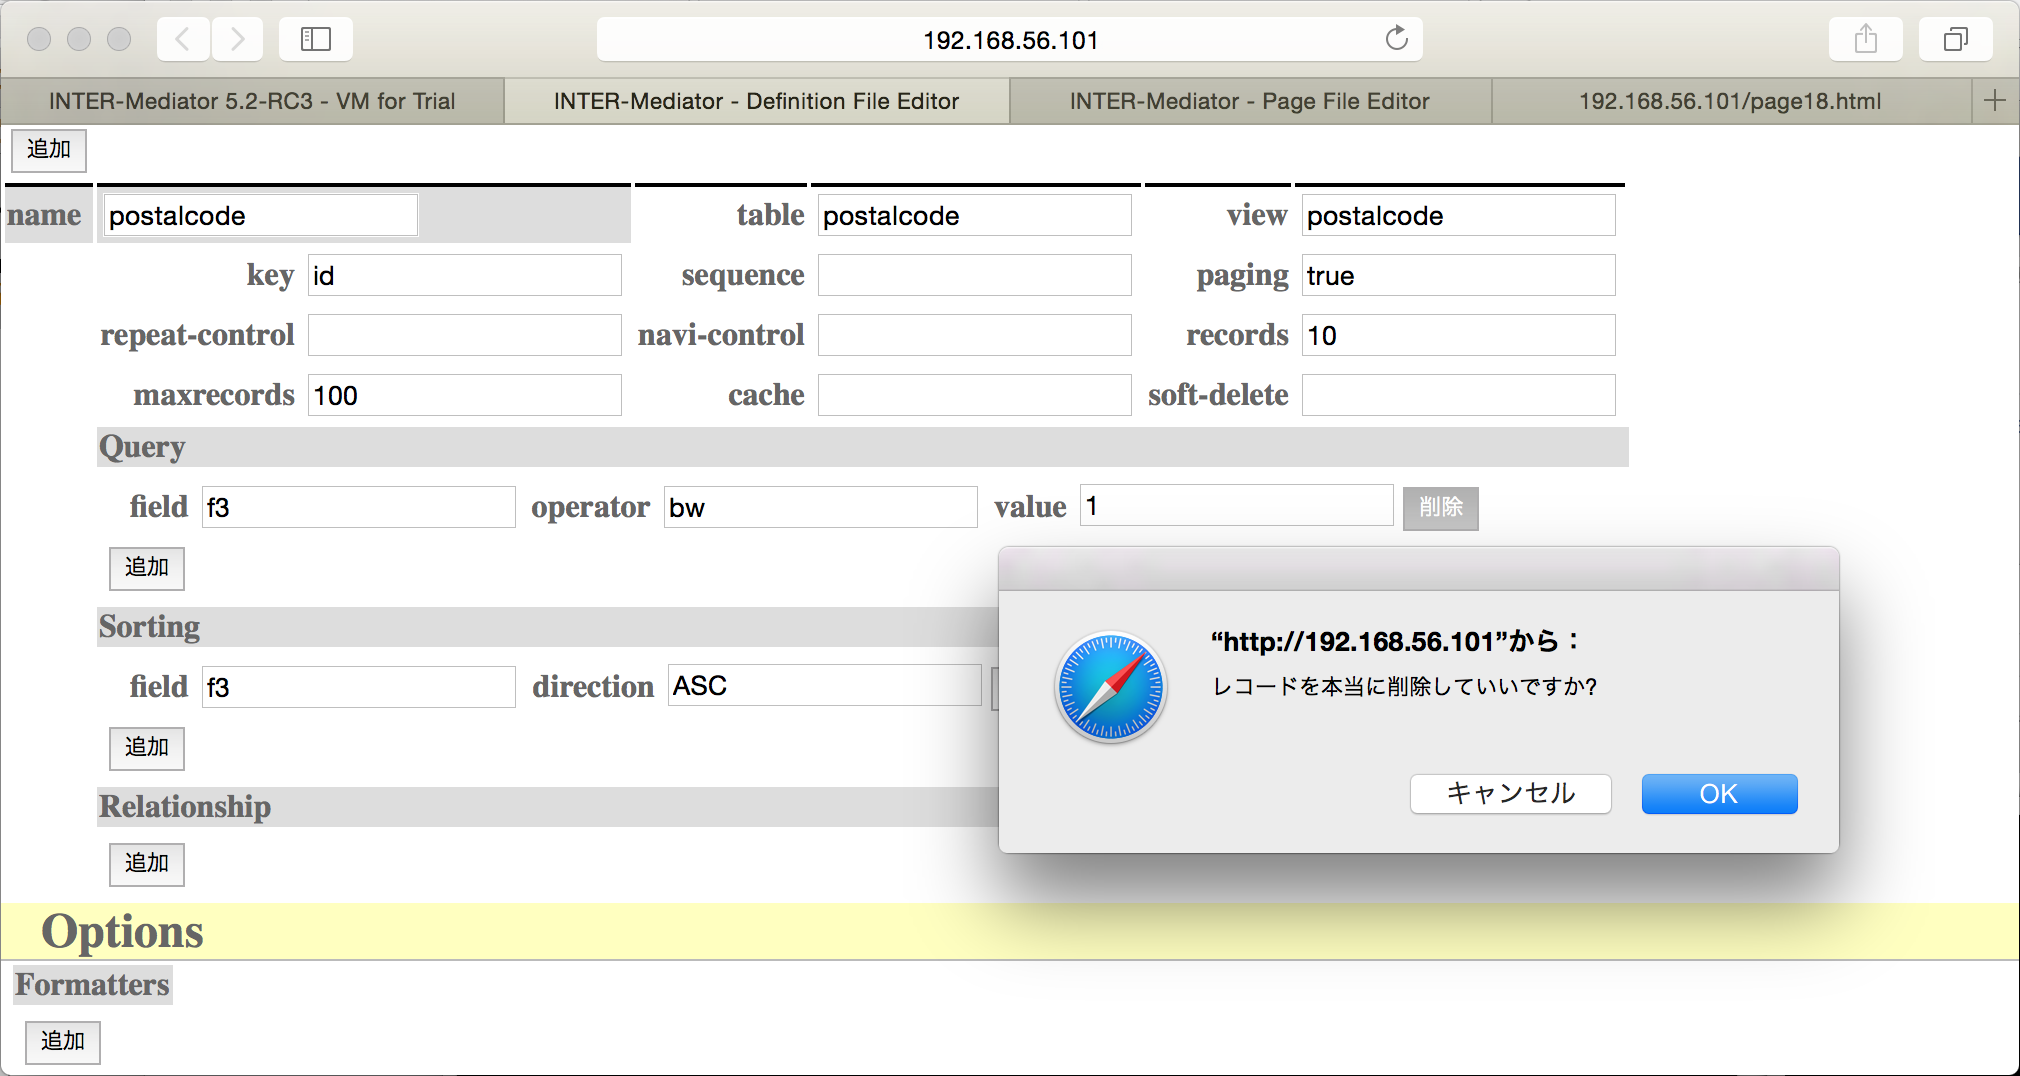 192.168.56.101
INTER-Mediator 5.2-RC3 - VM for Trial
INTER-Mediator - Definition File Editor
INTER-Mediator - Page File Editor
192.168.56.101/page18.html
追加
name postalcode table postalcode view postalcode
key id sequence paging true
repeat-control navi-control records 10
maxrecords 100 cache soft-delete
Query
field f3 operator bw value 1 削除
追加
Sorting
field f3 direction ASC
追加
Relationship
追加
“http://192.168.56.101”から：
レコードを本当に削除していいですか?
キャンセル OK
Options
Formatters
追加